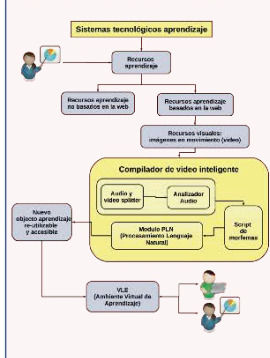 Sistemas tecnológicos aprendizaje
Recursos
aprendizaje
Recursos aprendizaje
no basados en la web
Recursos aprendizaje
basados en la web
Recursos visuales:
imágenes en movimiento (video)
Compilador de video inteligente
Audio y
video splitter
Analizador
Audio
Nuevo
objecto aprendizaje
re-utilizable
y accesible
Modulo PLN
(Procesamiento Lenguaje
Natural)
Script
de
morfemas
VLE
(Ambiente Virtual de
Aprendizaje)